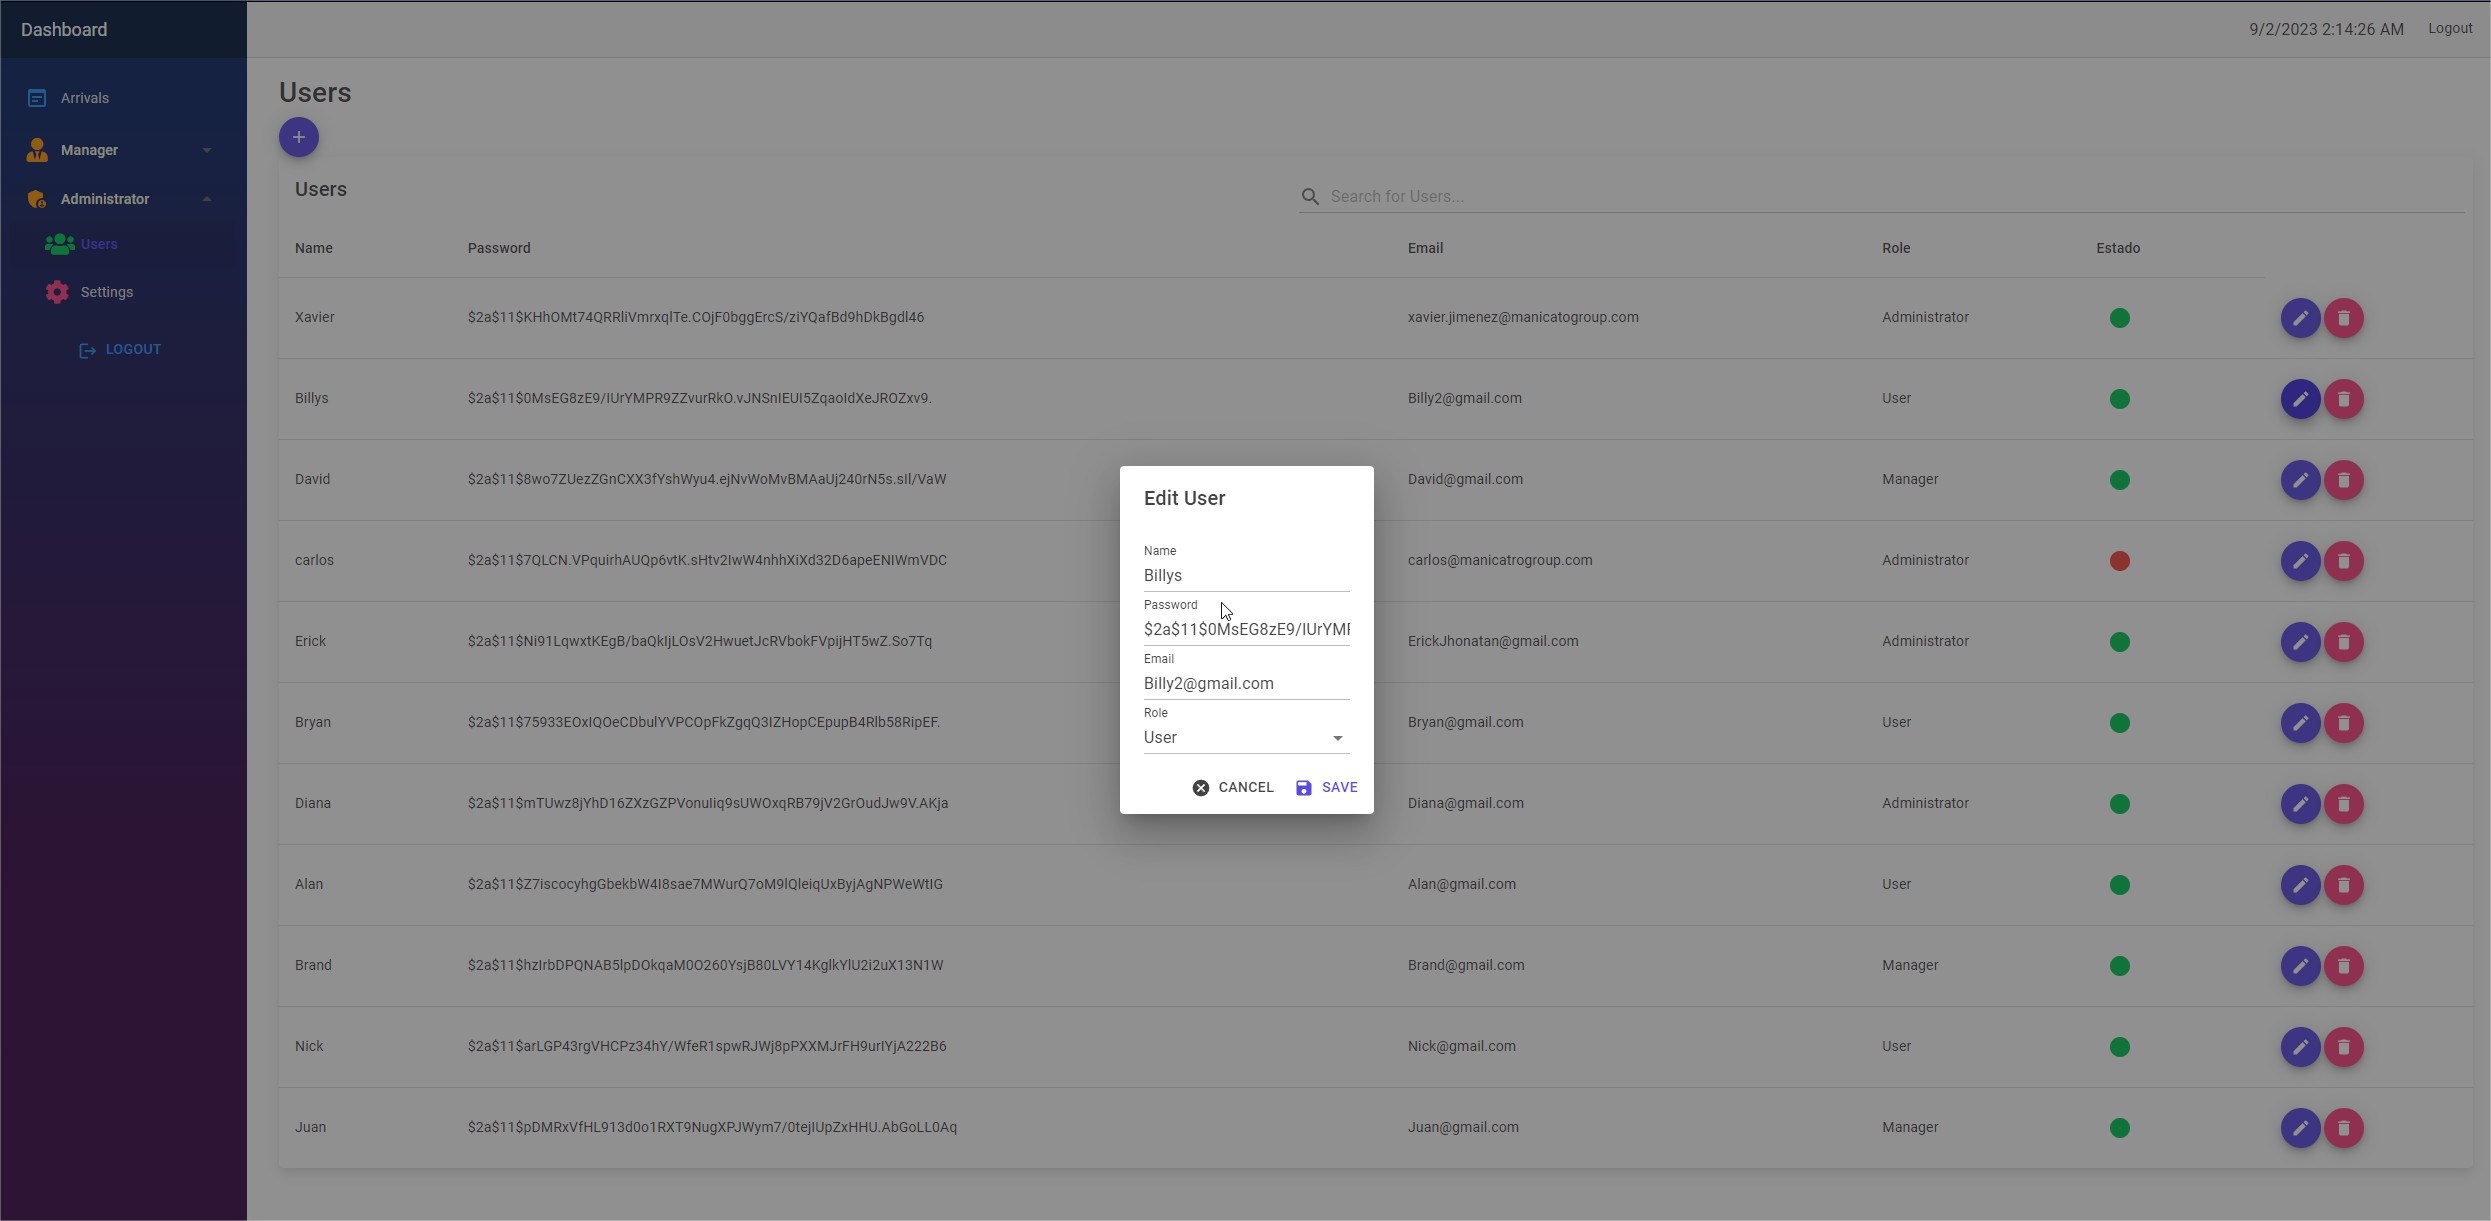 Dashboard
9/2/2023 2:14:26 AM Logout
Arrivals
Manager
Administrator
Users
Settings
LOGOUT
Users
+
Users
Search for Users...
Name Password Email Role Estado
Xavier $2a$11$KHhOMt74QRRliVmrxqlTe.COjF0bggErcS/ziYQafBd9hDkBgdl46 xavier.jimenez@manicatogroup.com Administrator
Billys $2a$11$0MsEG8zE9/IUrYMPR9ZZvurRkO.vJNSnIEUI5ZqaoIdXeJROZxv9. Billy2@gmail.com User
David $2a$11$8wo7ZUezZGnCXX3fYshWyu4.ejNvWoMvBMAaUj240rN5s.sIl/VaW David@gmail.com Manager
carlos $2a$11$7QLCN.VPquirhAUQp6vtK.sHtv2IwW4nhhXiXd32D6apeENIWmVDC carlos@manicatrogroup.com Administrator
Erick $2a$11$Ni91LqwxtKEgB/baQkIjLOsV2HwuetJcRVbokFVpijHT5wZ.So7Tq ErickJhonatan@gmail.com Administrator
Bryan $2a$11$75933EOxIQOeCDbulYVPCOpFkZgqQ3IZHopCEpupB4Rlb58RipEF. Bryan@gmail.com User
Diana $2a$11$mTUwz8jYhD16ZXzGZPVonuIiq9sUWOxqRB79jV2GrOudJw9V.AKja Diana@gmail.com Administrator
Alan $2a$11$Z7iscocyhgGbekbW4I8sae7MWurQ7oM9lQleiqUxByjAgNPWeWtIG Alan@gmail.com User
Brand $2a$11$hzIrbDPQNAB5lpDOkqaM0O260YsjB80LVY14KglkYlU2i2uX13N1W Brand@gmail.com Manager
Nick $2a$11$arLGP43rgVHCPz34hY/WfeR1spwRJWj8pPXXMJrFH9urIYjA222B6 Nick@gmail.com User
Juan $2a$11$pDMRxVfHL913d0o1RXT9NugXPJWym7/0tejIUpZxHHU.AbGoLL0Aq Juan@gmail.com Manager
Edit User
Name
Billys
Password
$2a$11$0MsEG8zE9/IUrYMF
Email
Billy2@gmail.com
Role
User
CANCEL SAVE